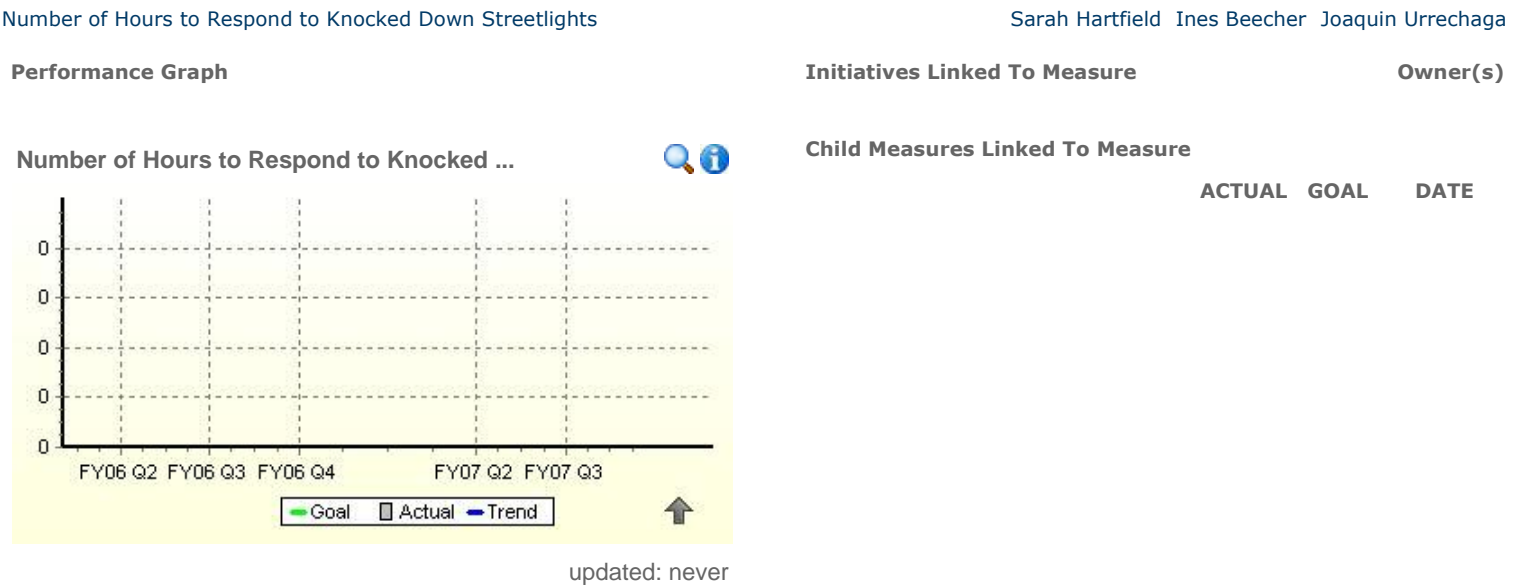 Number of Hours to Respond to Knocked Down Streetlights
Sarah Hartfield Ines Beecher Joaquin Urrechaga
Performance Graph
Initiatives Linked To Measure Owner(s)
Number of Hours to Respond to Knocked ...
Child Measures Linked To Measure
ACTUAL GOAL DATE
0
0
0
0
0
FY06 Q2 FY06 Q3 FY06 Q4 FY07 Q2 FY07 Q3
Goal Actual Trend
updated: never